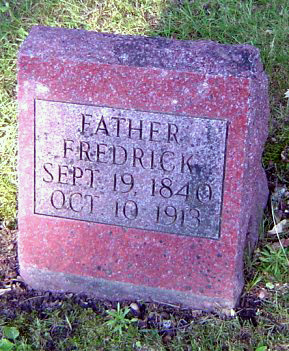 FATHER
FREDRICK
SEPT 19 1840
OCT 10 1913